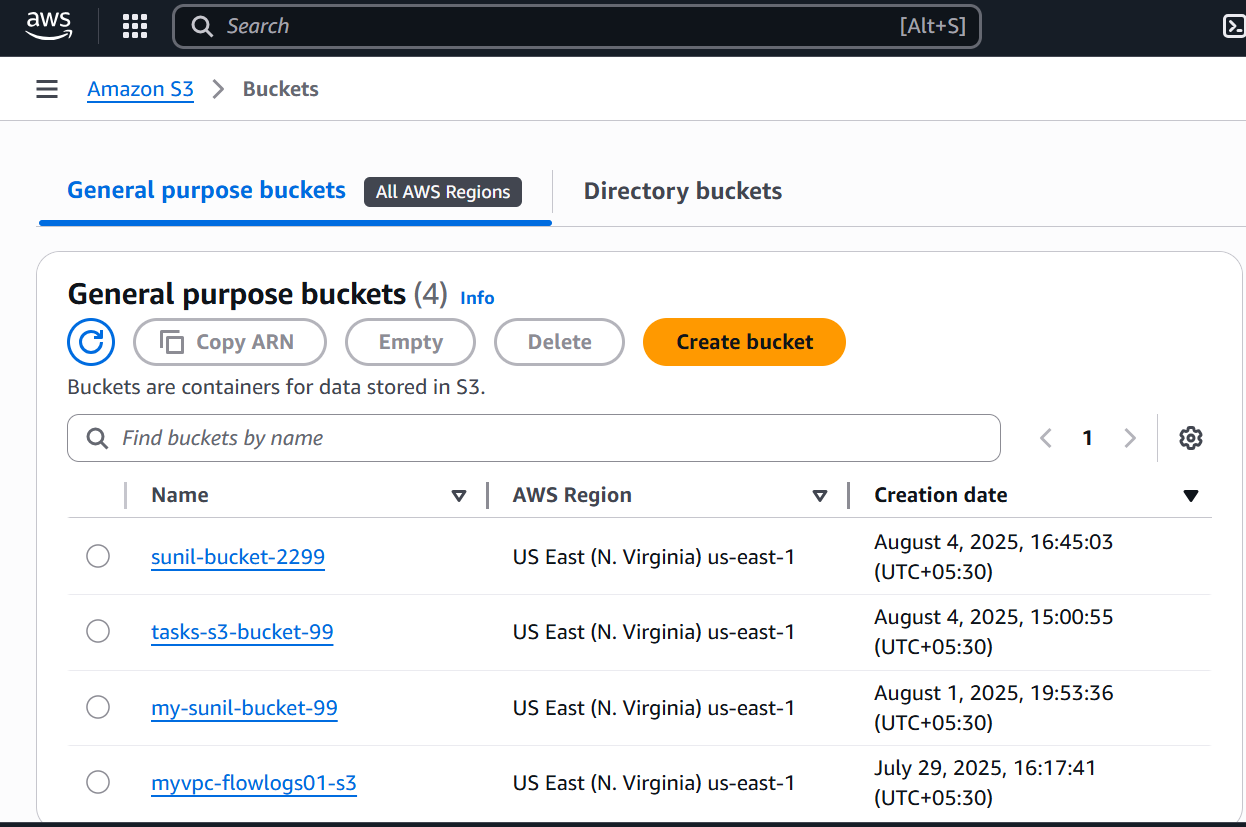 aws
Search [Alt+S]
Amazon S3 Buckets
General purpose buckets All AWS Regions Directory buckets
General purpose buckets (4) Info
Copy ARN Empty Delete Create bucket
Buckets are containers for data stored in S3.
Find buckets by name 1
Name AWS Region Creation date
sunil-bucket-2299 US East (N. Virginia) us-east-1 August 4, 2025, 16:45:03
(UTC+05:30)
tasks-s3-bucket-99 US East (N. Virginia) us-east-1 August 4, 2025, 15:00:55
(UTC+05:30)
my-sunil-bucket-99 US East (N. Virginia) us-east-1 August 1, 2025, 19:53:36
(UTC+05:30)
myvpc-flowlogs01-s3 US East (N. Virginia) us-east-1 July 29, 2025, 16:17:41
(UTC+05:30)